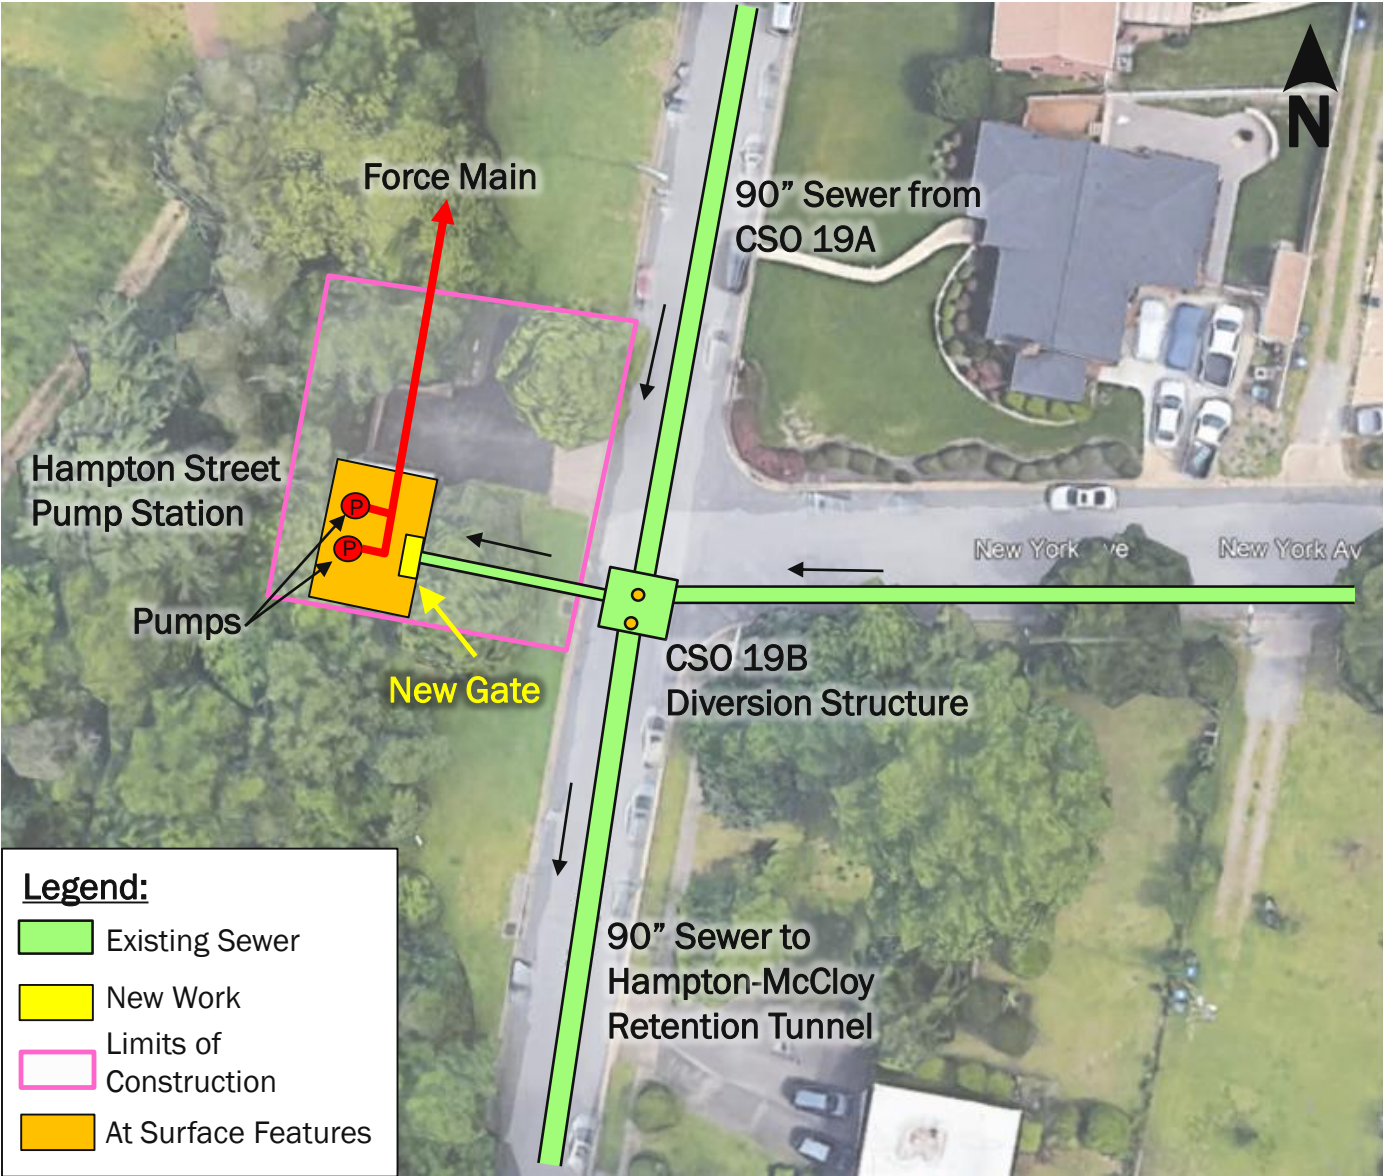 N
Force Main
90” Sewer from
CSO 19A
Hampton Street
Pump Station
P
P
New York ve
New York Av
Pumps
New Gate
CSO 19B
Diversion Structure
90” Sewer to
Hampton-McCloy
Retention Tunnel
Legend:
Existing Sewer
New Work
Limits of
Construction
At Surface Features